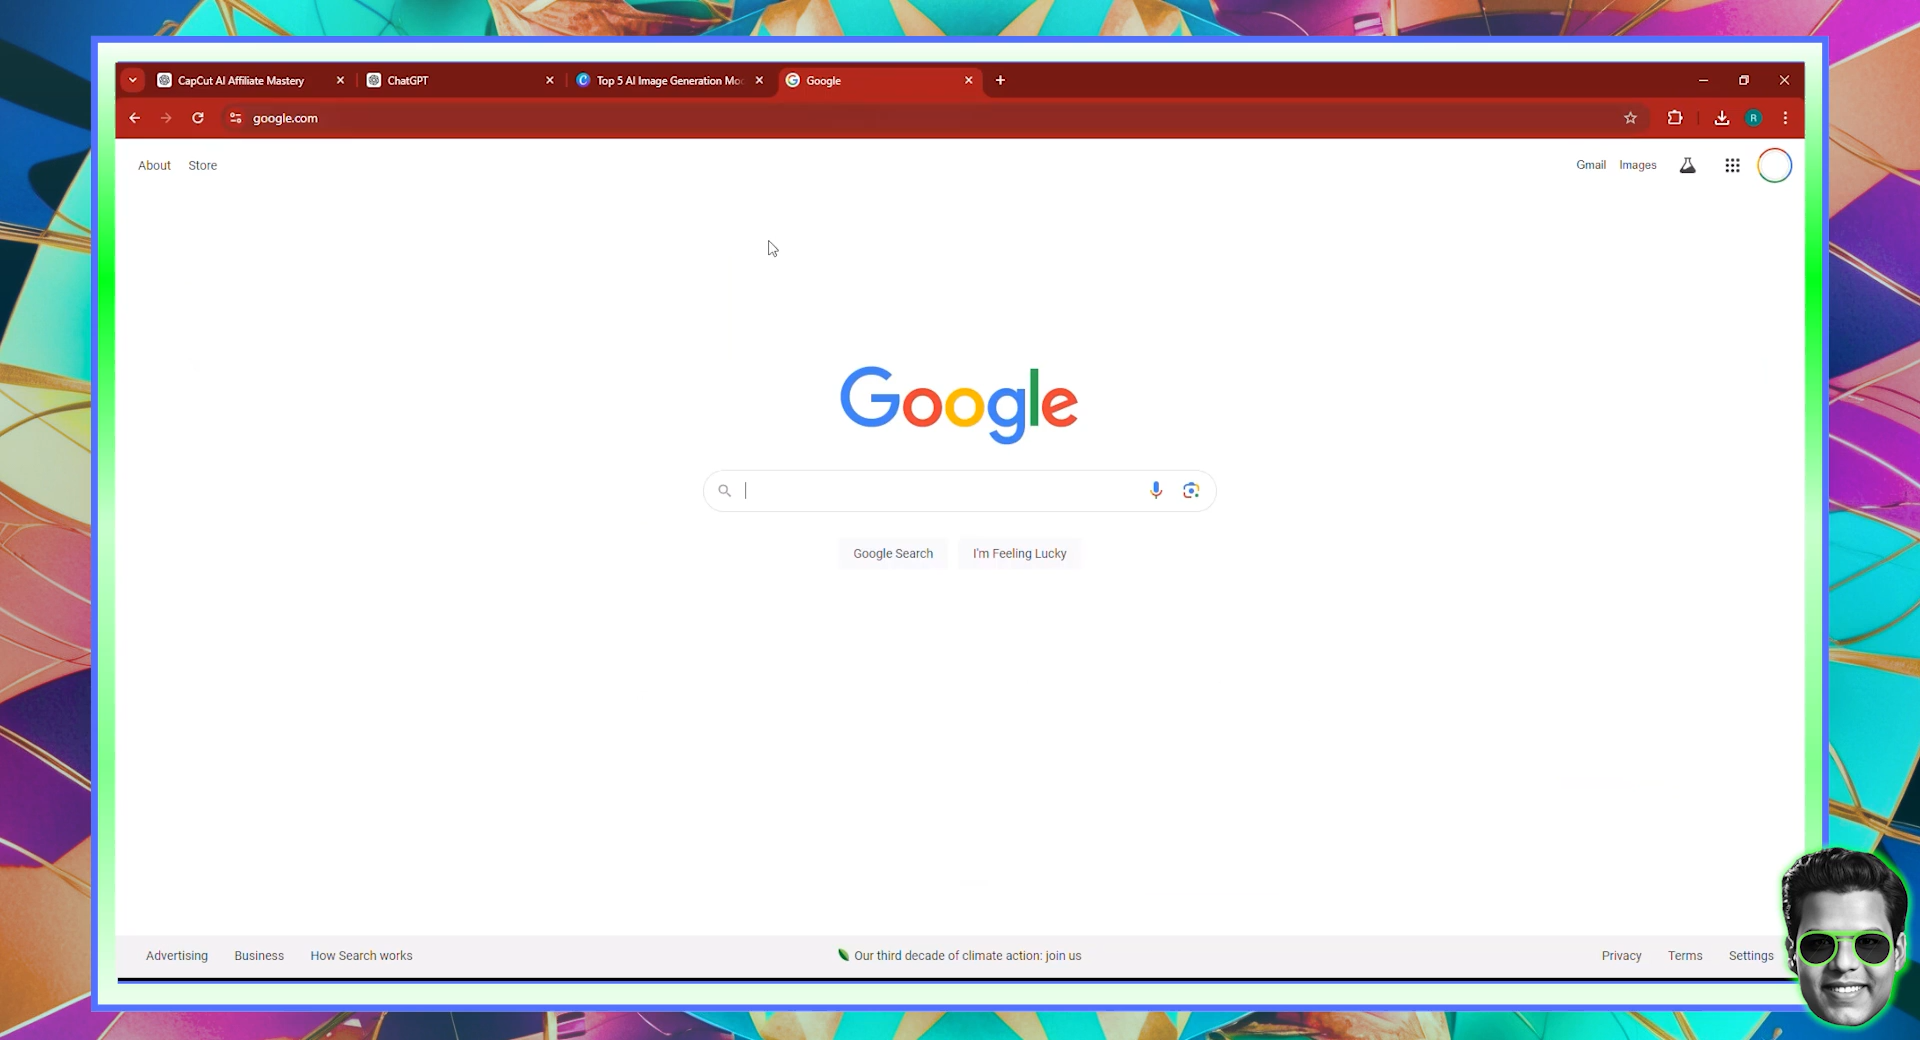 CapCut AI Affiliate Mastery
ChatGPT
Top 5 AI Image Generation Mo
Google
google.com
R
About Store
Gmail Images
Google
Google Search I'm Feeling Lucky
Advertising Business How Search works
Our third decade of climate action: join us
Privacy Terms Settings